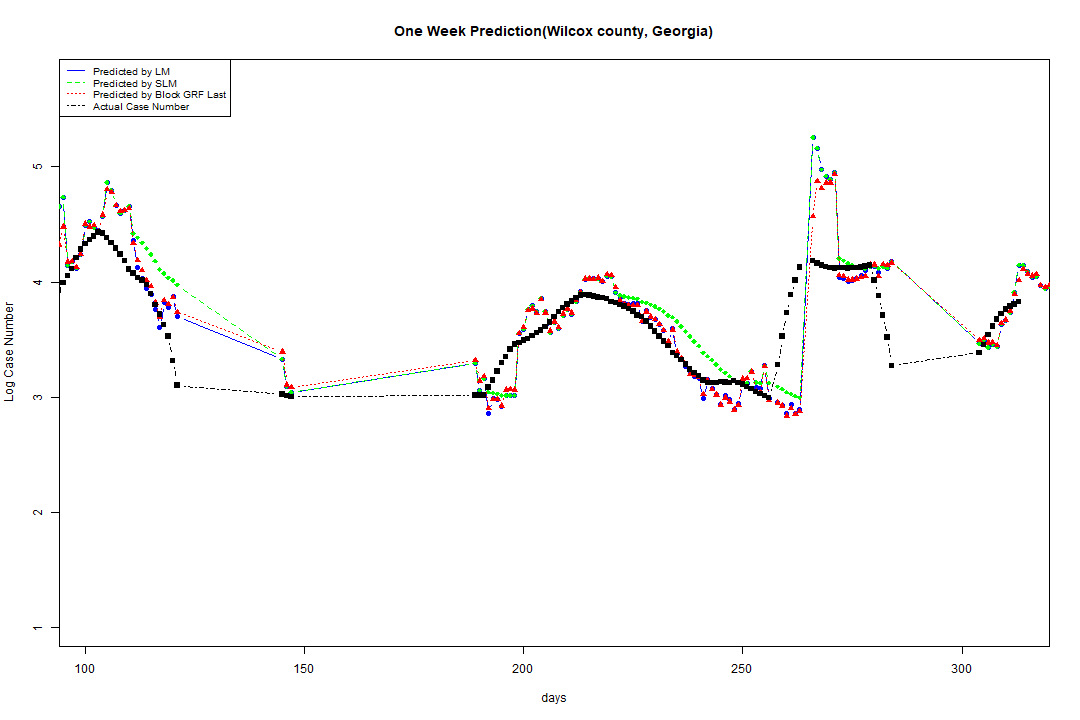 One Week Prediction(Wilcox county, Georgia)
Predicted by LM
Predicted by SLM
Predicted by Block GRF Last
Actual Case Number
5
4
3
2
1
Log Case Number
100 150 200 250 300
days